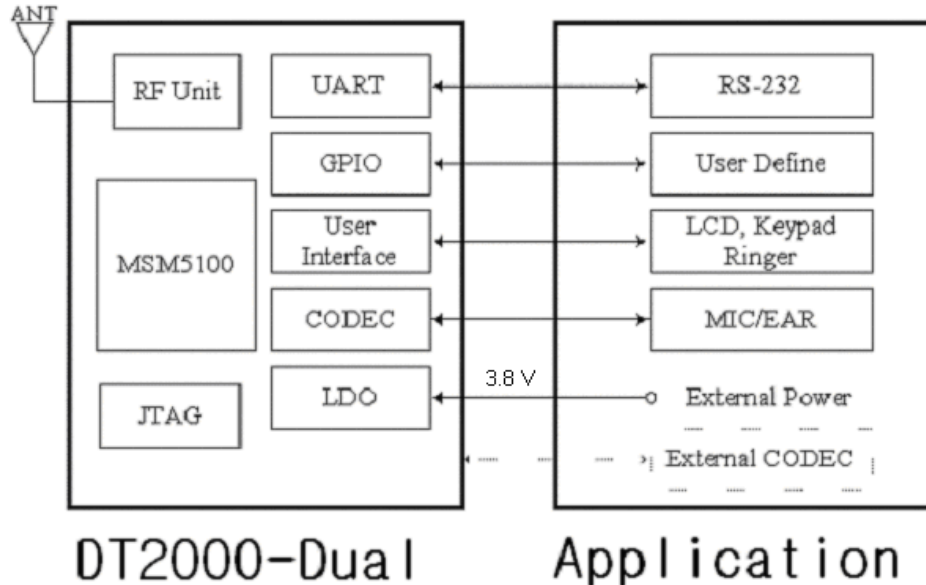 ANT
RF Unit
MSM5100
JTAG
UART
GPIO
User
Interface
CODEC
LDO
3.8 V
RS-232
User Define
LCD, Keypad
Ringer
MIC/EAR
External Power
External CODEC
DT2000-Dual
Application